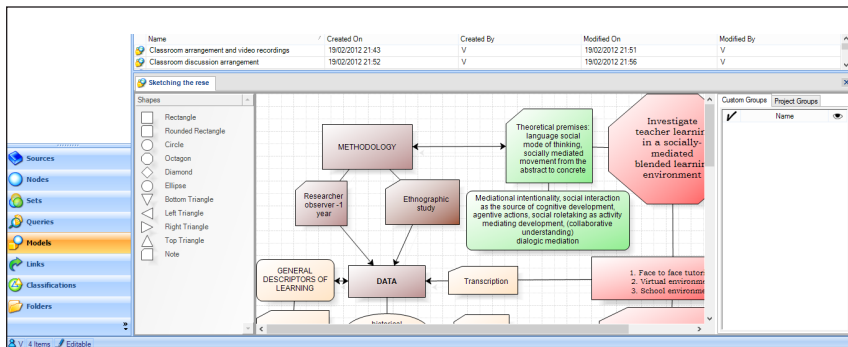 Name Created On Created By Modified On Modified By
Classroom arrangement and video recordings 19/02/2012 21:43 V 19/02/2012 21:51 V
Classroom discussion arrangement 19/02/2012 21:52 V 19/02/2012 21:56 V
Sketching the rese
Shapes
Rectangle
Rounded Rectangle
Circle
Octagon
Diamond
Ellipse
Bottom Triangle
Left Triangle
Right Triangle
Top Triangle
Note
Sources
Nodes
Sets
Queries
Models
Links
Classifications
Folders
METHODOLOGY
Theoretical premises:
language social
mode of thinking,
socially mediated
movement from the
abstract to concrete
Investigate
teacher learnin
in a socially-
mediated
blended learnin
environment
Researcher
observer -1
year
Ethnographic
study
Mediational intentionality, social interaction
as the source of cognitive development,
agentive actions, social roletaking as activity
mediating development, (collaborative
understanding)
dialogic mediation
GENERAL
DESCRIPTORS OF
LEARNING
DATA
Transcription
1. Face to face tutor
2. Virtual environme
3. School environme
historical
Custom Groups Project Groups
Name
V 4 Items Editable